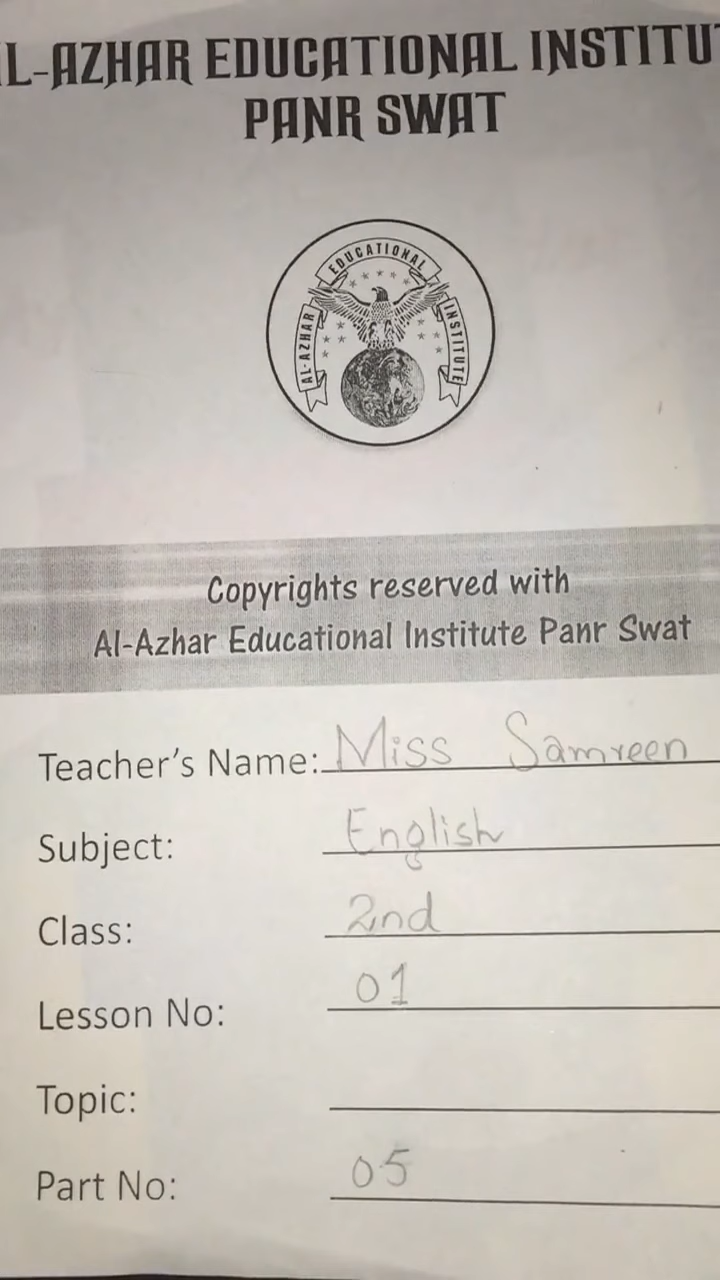 L-AZHAR EDUCATIONAL INSTITU
PANR SWAT
EDUCATIONAL
AL-AZHAR
INSTITUTE
Copyrights reserved with
Al-Azhar Educational Institute Panr Swat
Teacher's Name: Miss Samreen
Subject: English
Class: 2nd
Lesson No: 01
Topic:
Part No: 05